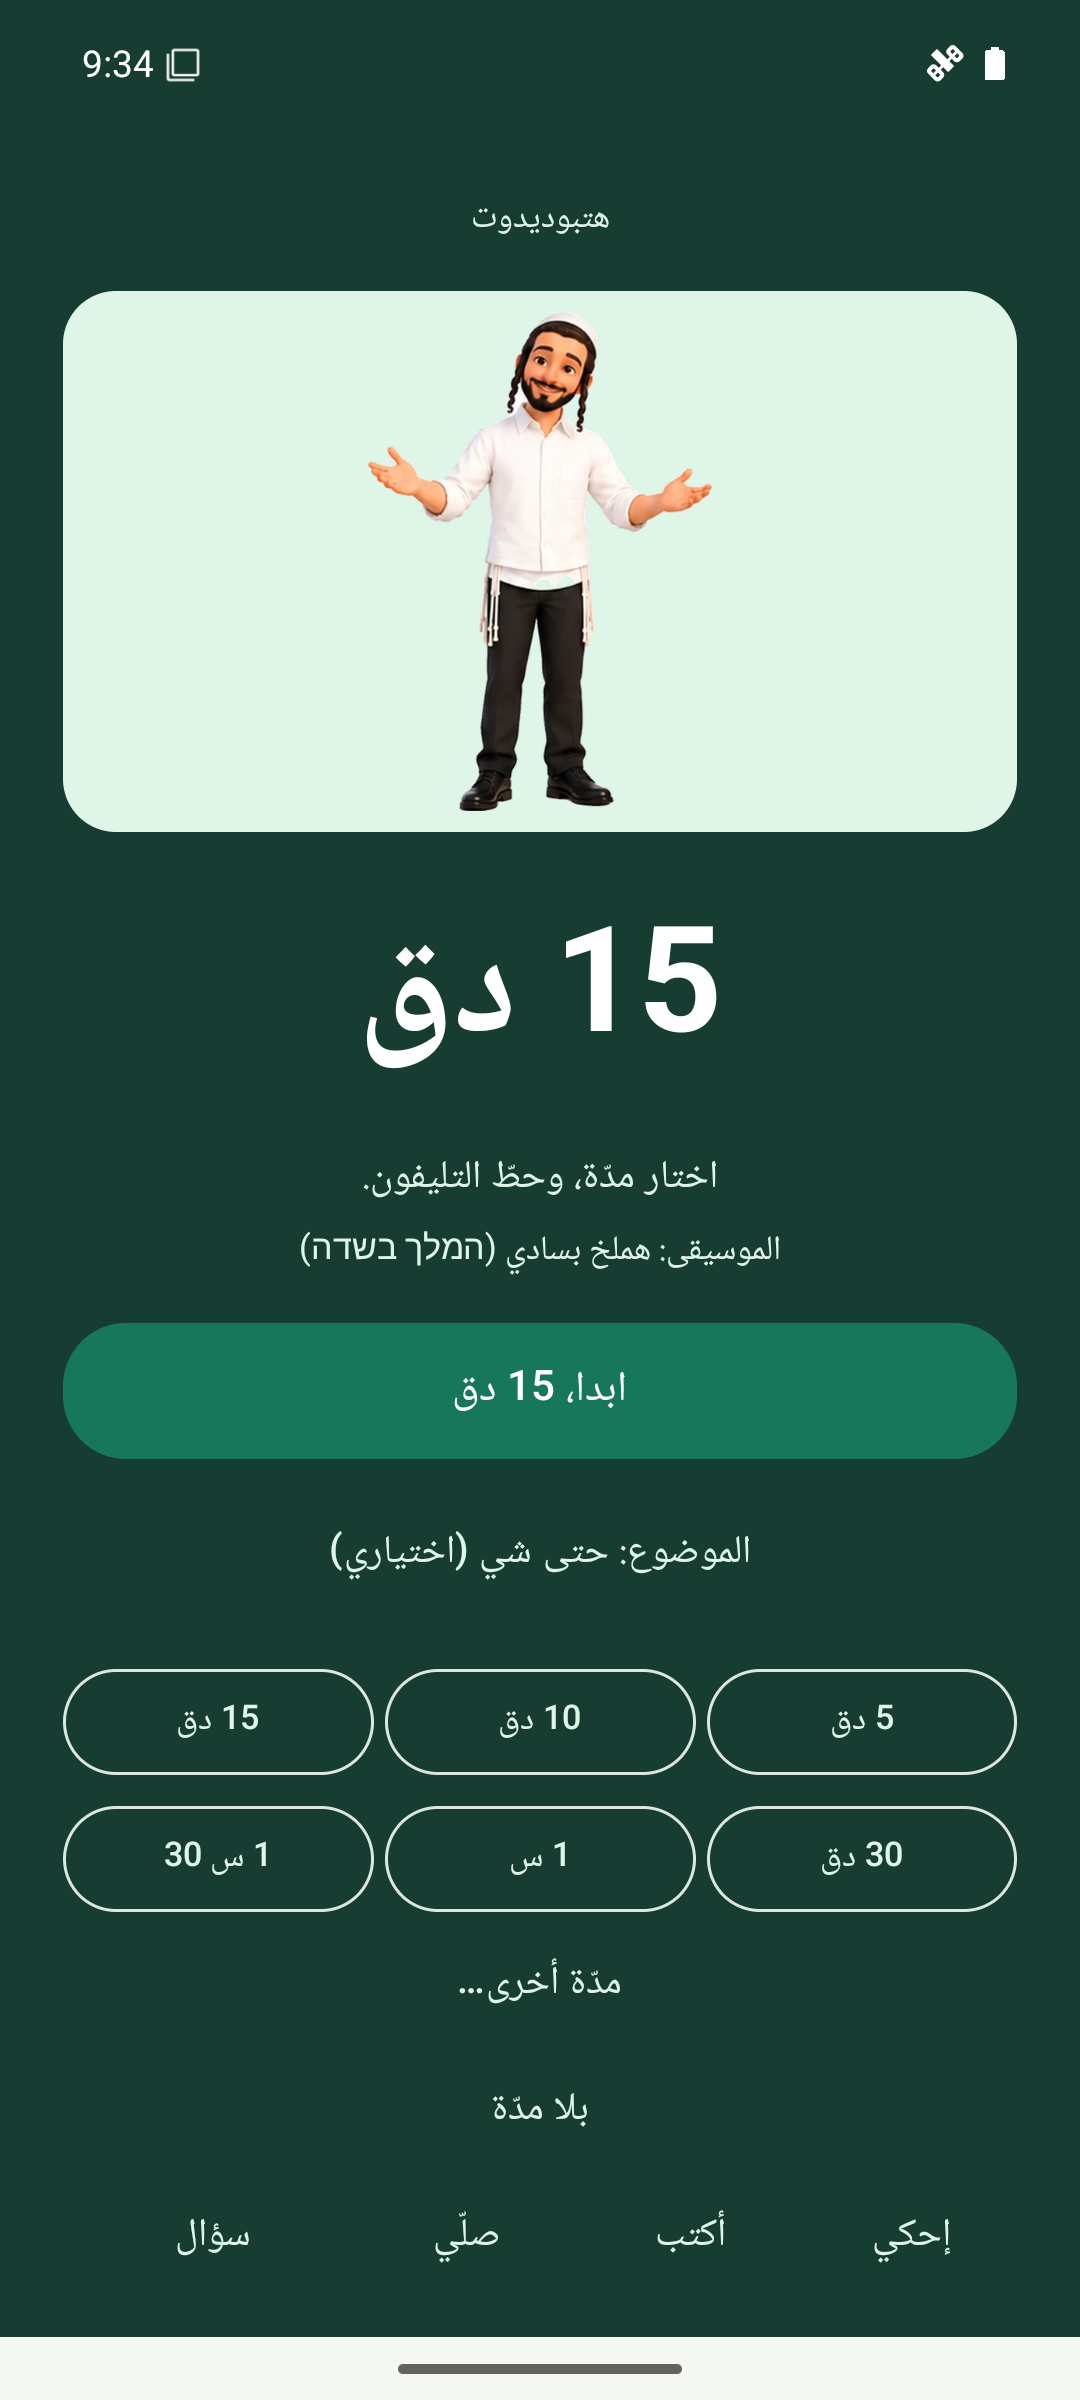 9:34
هتبوديدوت
15 دق
اختار مدّة، وحطّ التليفون.
الموسيقى: هملخ بسادي (המלך בשדה)
ابدا، 15 دق
الموضوع: حتى شي (اختياري)
5 دق
10 دق
15 دق
30 دق
1 س
1 س 30
مدّة أخرى...
بلا مدّة
إحكي
أكتب
صلّي
سؤال